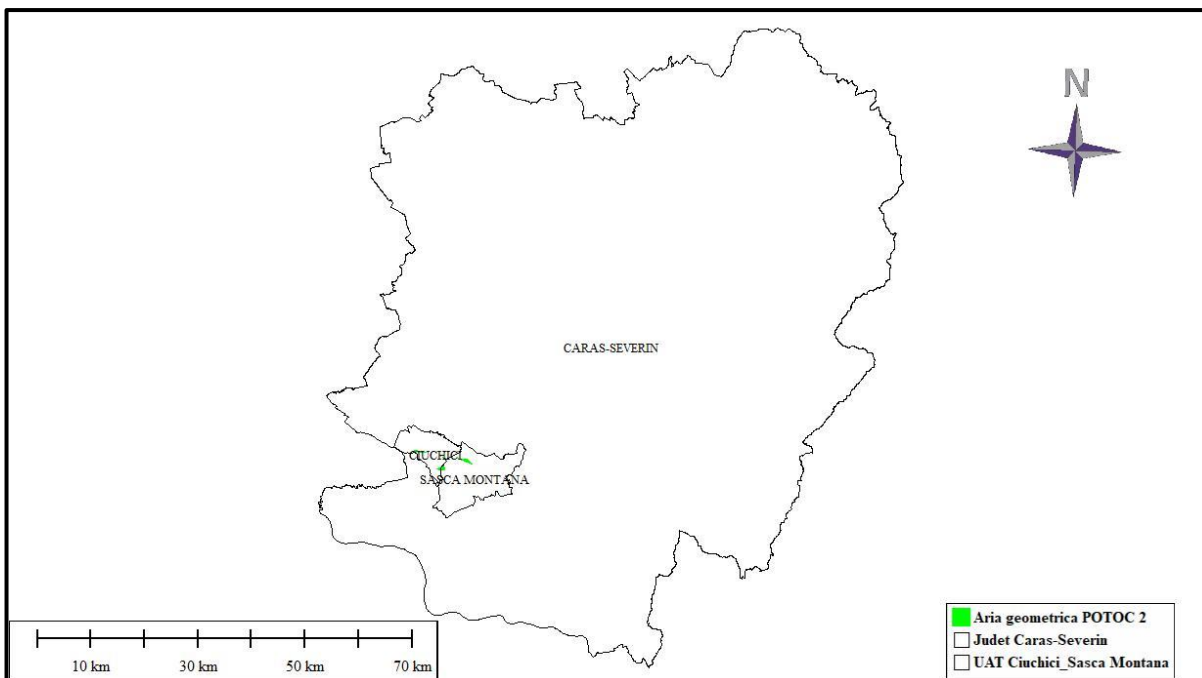 N
CARAS-SEVERIN
CIUCHICI
SASCA MONTANA
10 km 30 km 50 km 70 km
Aria geometrica POTOC 2
Judet Caras-Severin
UAT Ciuchici_Sasca Montana